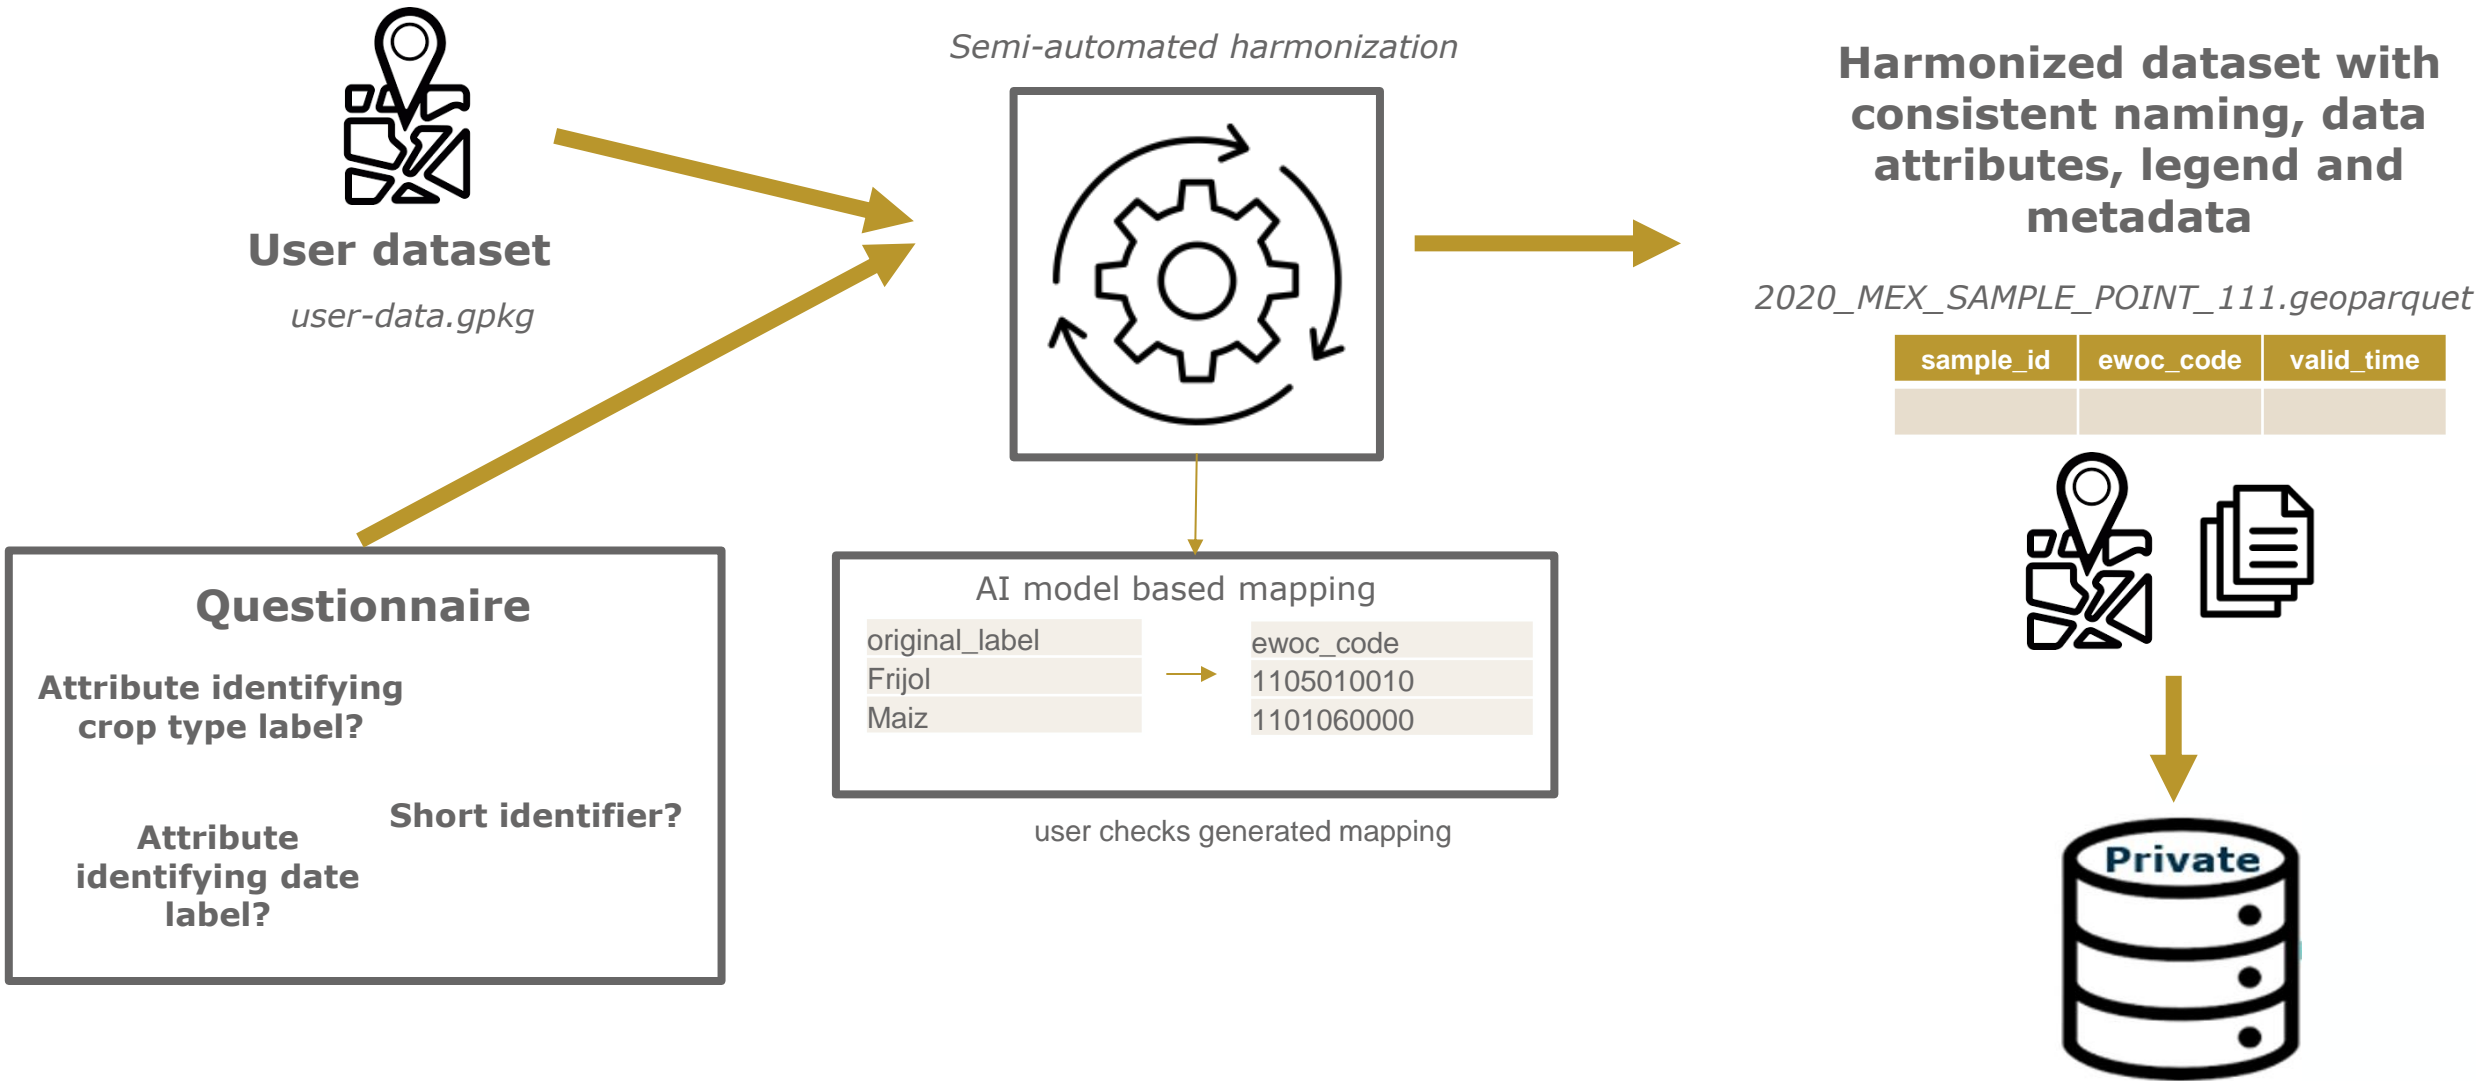 User dataset
user-data.gpkg
Questionnaire
Attribute identifying
crop type label?
Short identifier?
Attribute
identifying date
label?
Semi-automated harmonization
AI model based mapping
original_label
ewoc_code
Frijol
1105010010
Maiz
1101060000
user checks generated mapping
Harmonized dataset with
consistent naming, data
attributes, legend and
metadata
2020_MEX_SAMPLE_POINT_111.geoparquet
sample_id ewoc_code valid_time
Private